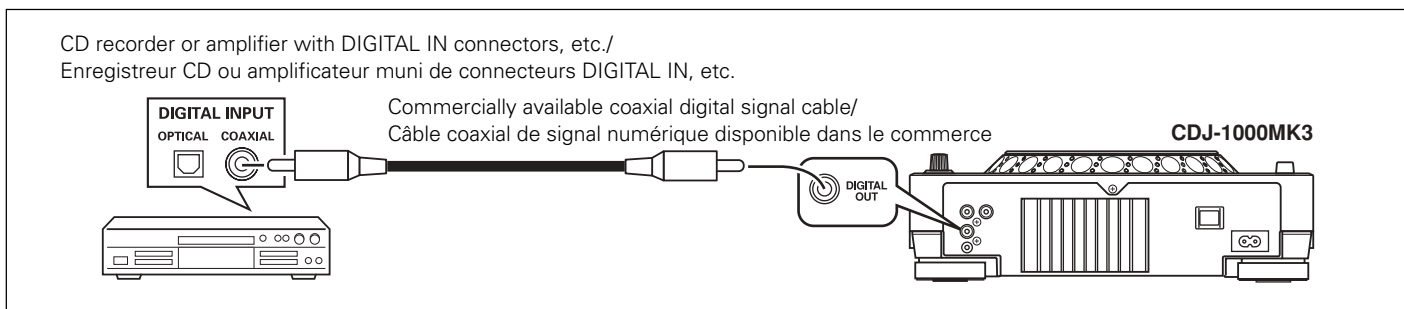 CD recorder or amplifier with DIGITAL IN connectors, etc./
Enregistreur CD ou amplificateur muni de connecteurs DIGITAL IN, etc.
DIGITAL INPUT
OPTICAL COAXIAL
Commercially available coaxial digital signal cable/
Câble coaxial de signal numérique disponible dans le commerce
CDJ-1000MK3
DIGITAL
OUT